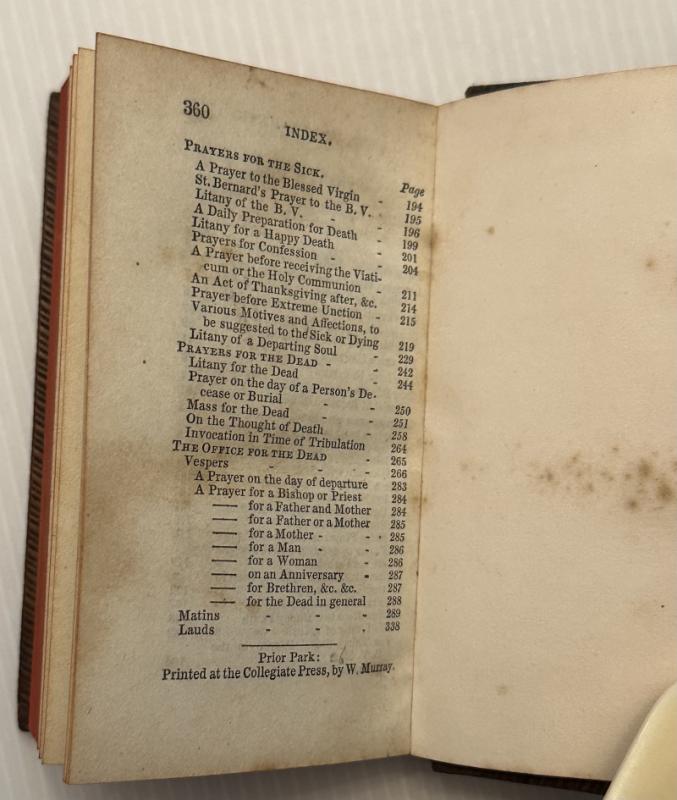 360
INDEX.
PRAYERS FOR THE SICK. Page
A Prayer to the Blessed Virgin - 194
St. Bernard's Prayer to the B. V. - 195
Litany of the B. V. - - 196
A Daily Preparation for Death - 199
Litany for a Happy Death - 201
Prayers for Confession - - 204
A Prayer before receiving the Viati-
cum or the Holy Communion - 211
An Act of Thanksgiving after, &c. 214
Prayer before Extreme Unction - 215
Various Motives and Affections, to
be suggested to the Sick or Dying 219
Litany of a Departing Soul - 229
PRAYERS FOR THE DEAD - - 242
Litany for the Dead - 244
Prayer on the day of a Person's De-
cease or Burial - - 250
Mass for the Dead - - 251
On the Thought of Death - 258
Invocation in Time of Tribulation 264
THE OFFICE FOR THE DEAD - 265
Vespers - - - 266
A Prayer on the day of departure 283
A Prayer for a Bishop or Priest 284
—— for a Father and Mother 284
—— for a Father or a Mother 285
—— for a Mother - - 285
—— for a Man - - 286
—— for a Woman - 286
—— on an Anniversary - 287
—— for Brethren, &c. &c. 287
—— for the Dead in general 288
Matins - - - 289
Lauds - - - 338
Prior Park:
Printed at the Collegiate Press, by W. Murray.